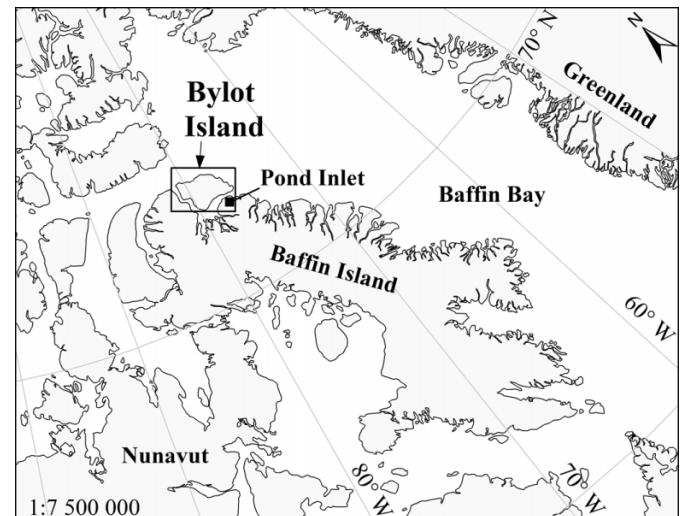 N
70° N
Greenland
Bylot
Island
Pond Inlet
Baffin Bay
Baffin Island
60° W
Nunavut
80° W
70° W
1:7 500 000